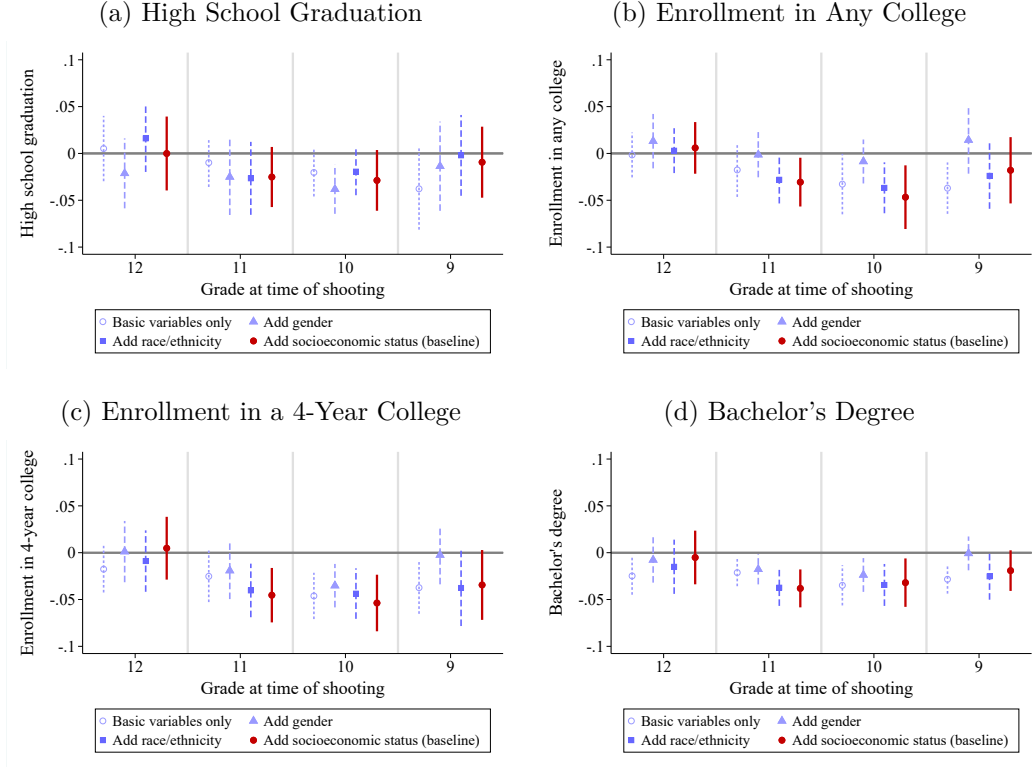 (a) High School Graduation
High school graduation
.1
.05
0
-.05
-.1
12 11 10 9
Grade at time of shooting
Basic variables only Add gender
Add race/ethnicity Add socioeconomic status (baseline)
(b) Enrollment in Any College
Enrollment in any college
.1
.05
0
-.05
-.1
12 11 10 9
Grade at time of shooting
Basic variables only Add gender
Add race/ethnicity Add socioeconomic status (baseline)
(c) Enrollment in a 4-Year College
Enrollment in 4-year college
.1
.05
0
-.05
-.1
12 11 10 9
Grade at time of shooting
Basic variables only Add gender
Add race/ethnicity Add socioeconomic status (baseline)
(d) Bachelor's Degree
Bachelor's degree
.1
.05
0
-.05
-.1
12 11 10 9
Grade at time of shooting
Basic variables only Add gender
Add race/ethnicity Add socioeconomic status (baseline)